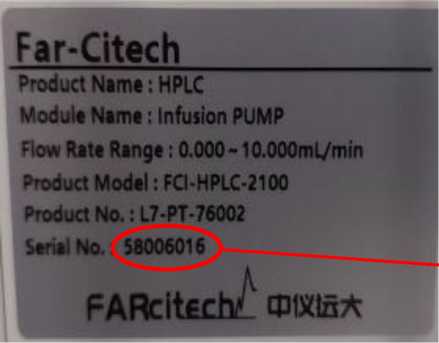 Far-Citech
Product Name : HPLC
Module Name : Infusion PUMP
Flow Rate Range : 0.000 ~ 10.000mL/min
Product Model : FCI-HPLC-2100
Product No. : L7-PT-76002
Serial No. : 58006016
FARcitech 中仪远大